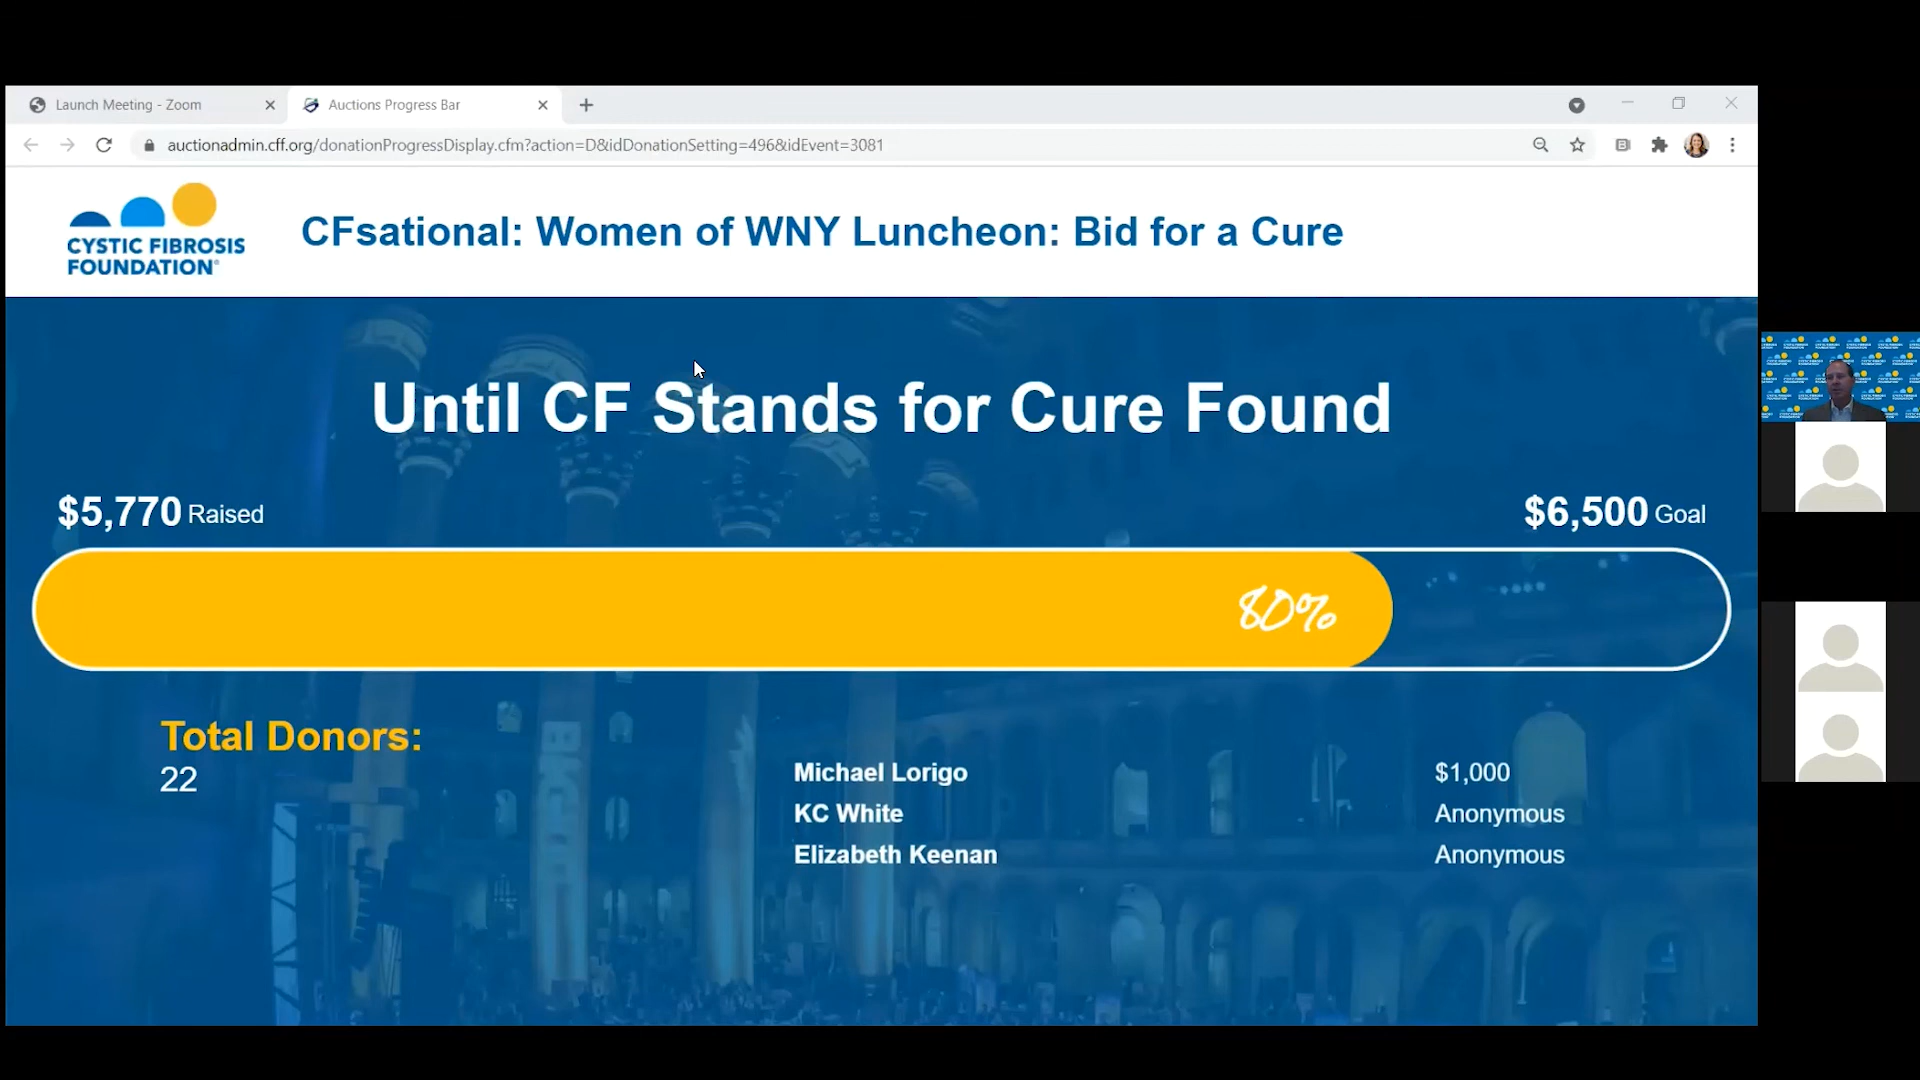 Launch Meeting - Zoom
Auctions Progress Bar
auctionadmin.cff.org/donationProgressDisplay.cfm?action=D&idDonationSetting=496&idEvent=3081
CYSTIC FIBROSIS
FOUNDATION®
CFsational: Women of WNY Luncheon: Bid for a Cure
Until CF Stands for Cure Found
$5,770 Raised
$6,500 Goal
80%
Total Donors:
22
Michael Lorigo $1,000
KC White Anonymous
Elizabeth Keenan Anonymous